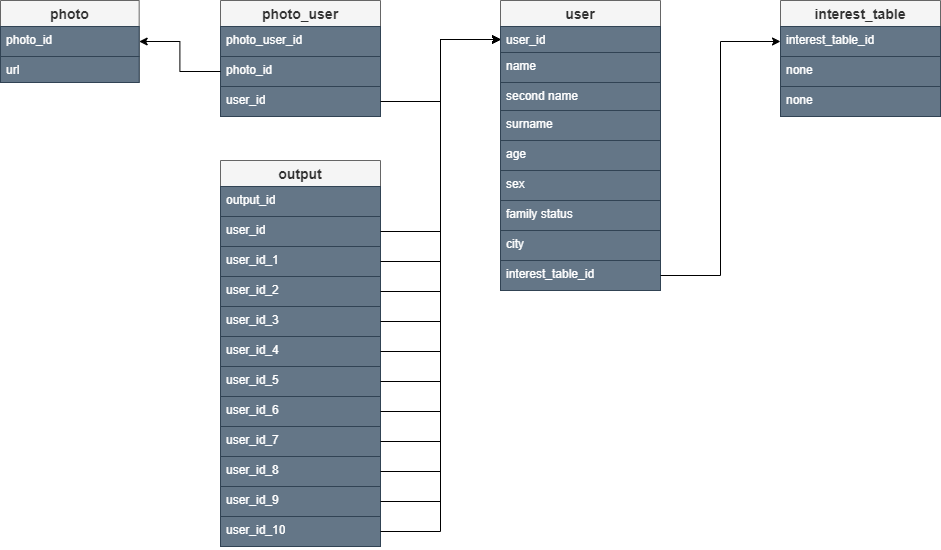 photo
photo_id
url
photo_user
photo_user_id
photo_id
user_id
output
output_id
user_id
user_id_1
user_id_2
user_id_3
user_id_4
user_id_5
user_id_6
user_id_7
user_id_8
user_id_9
user_id_10
user
user_id
name
second name
surname
age
sex
family status
city
interest_table_id
interest_table
interest_table_id
none
none